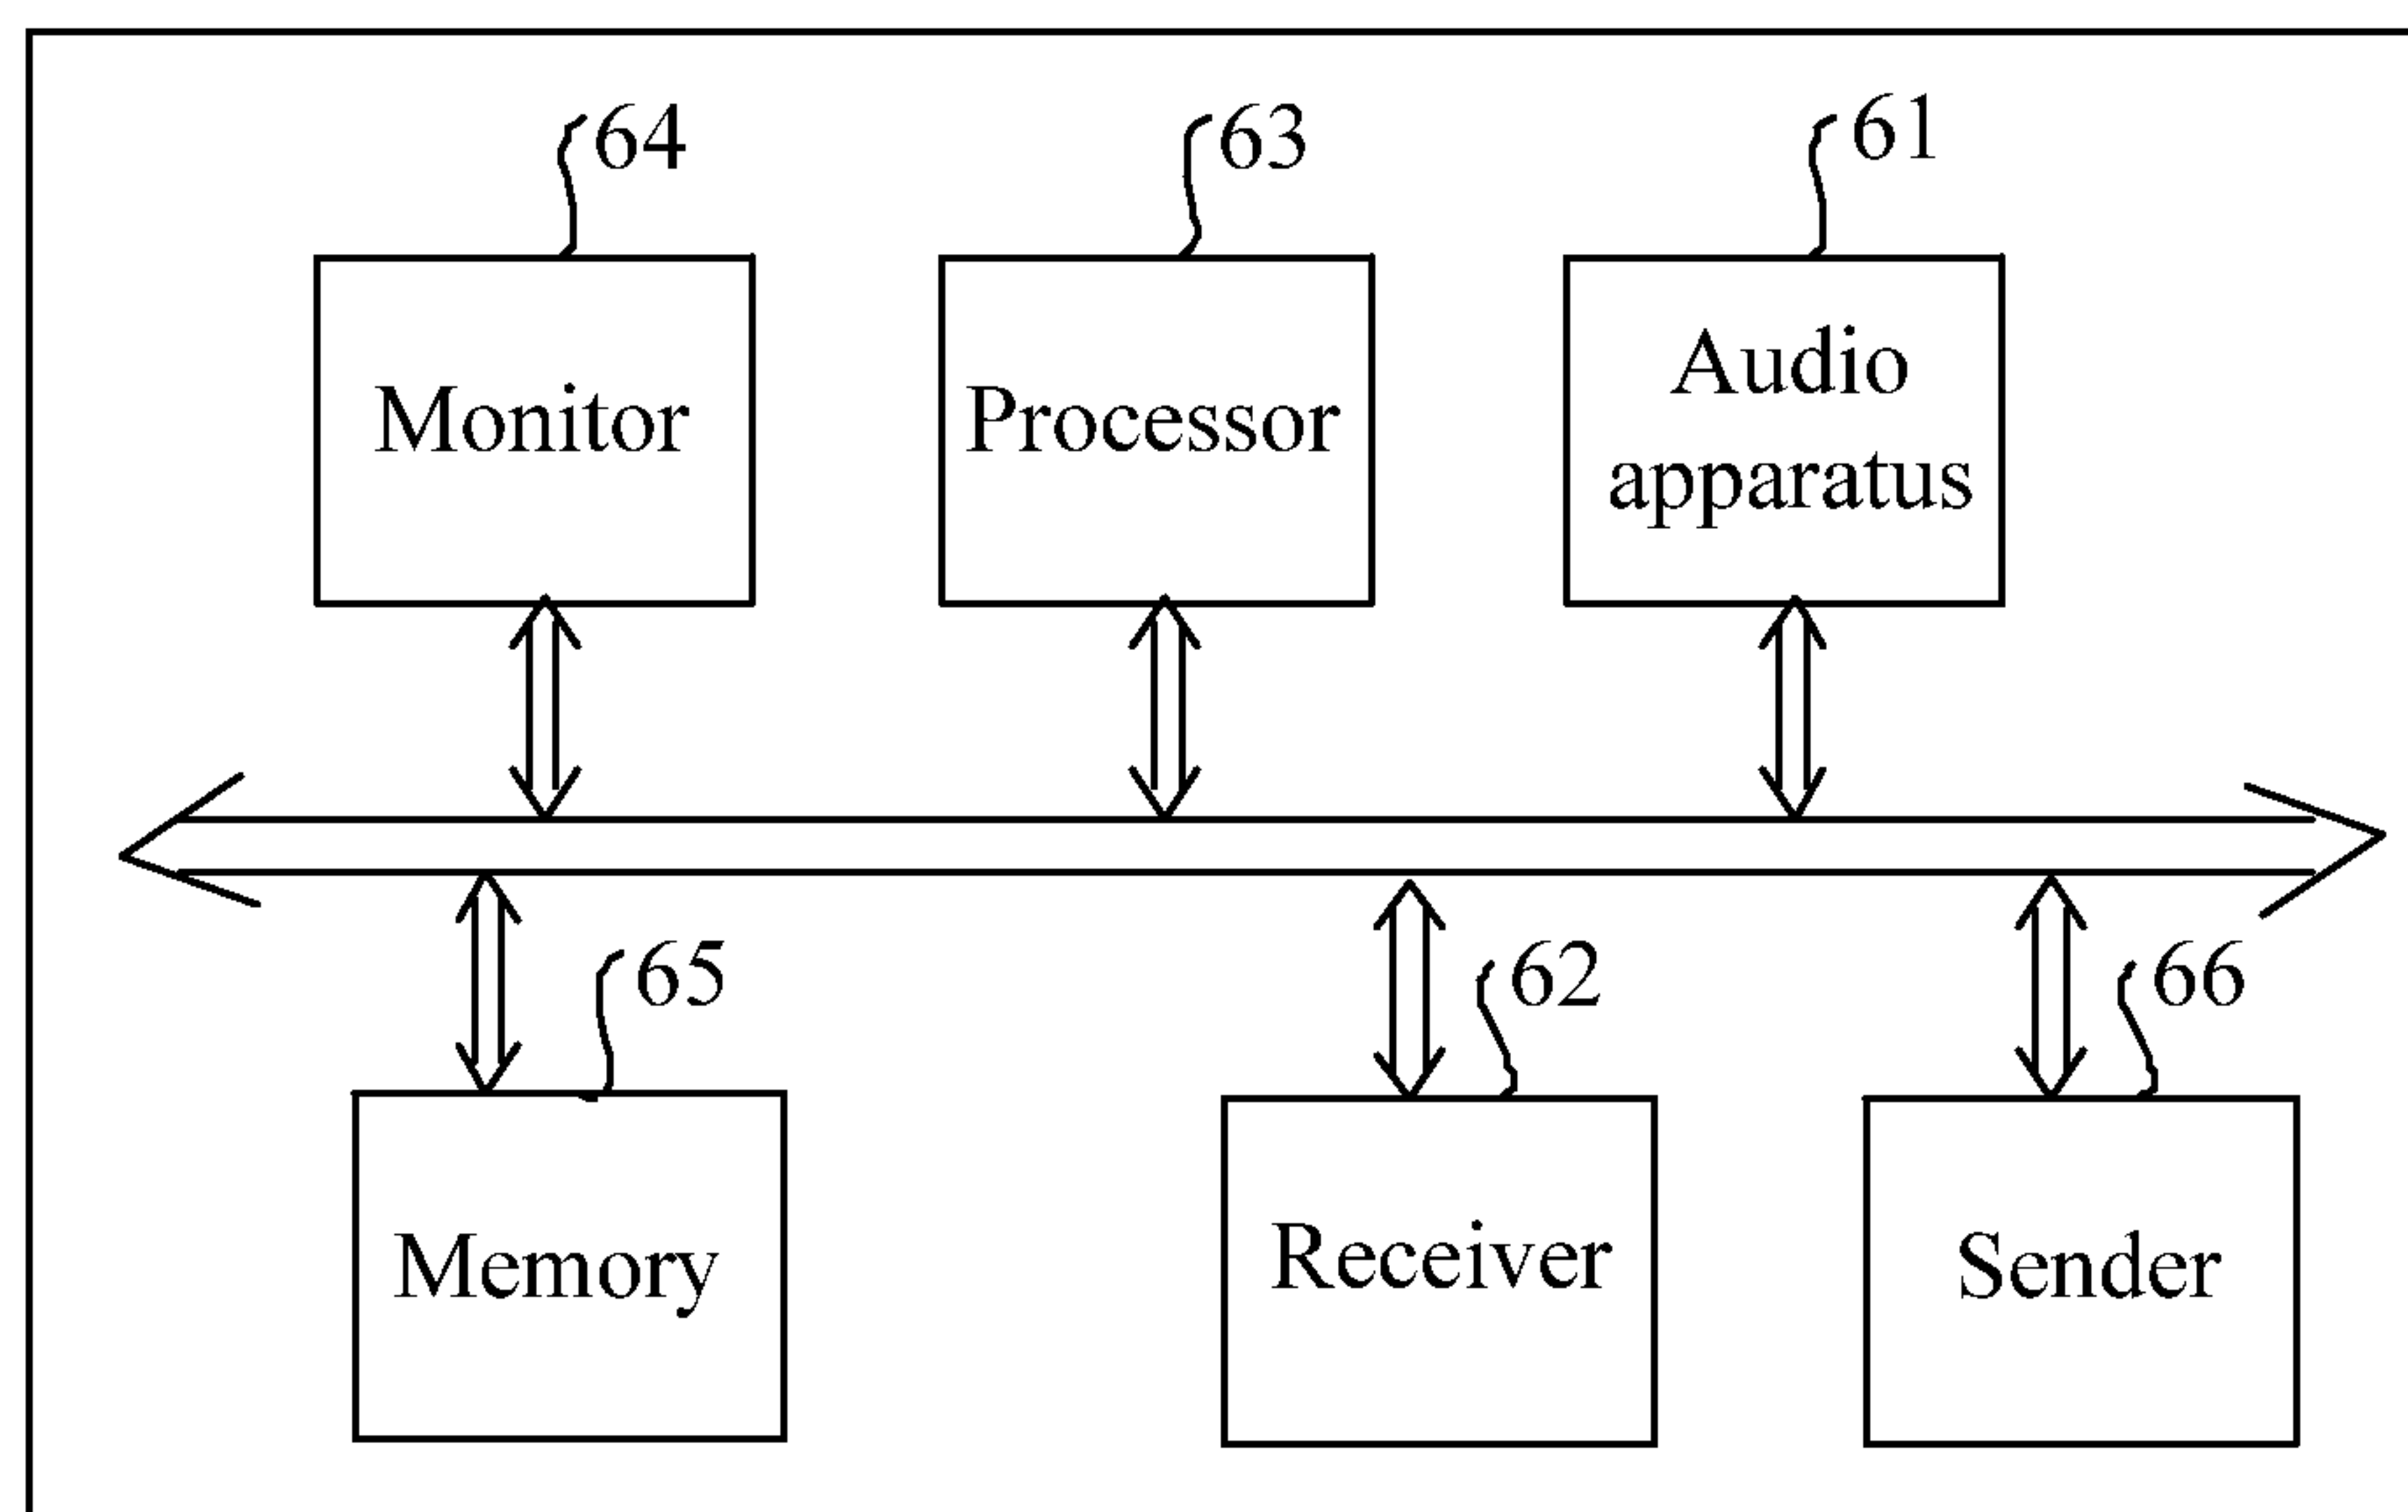 64
63
61
Monitor
Processor
Audio
apparatus
65
62
66
Memory
Receiver
Sender